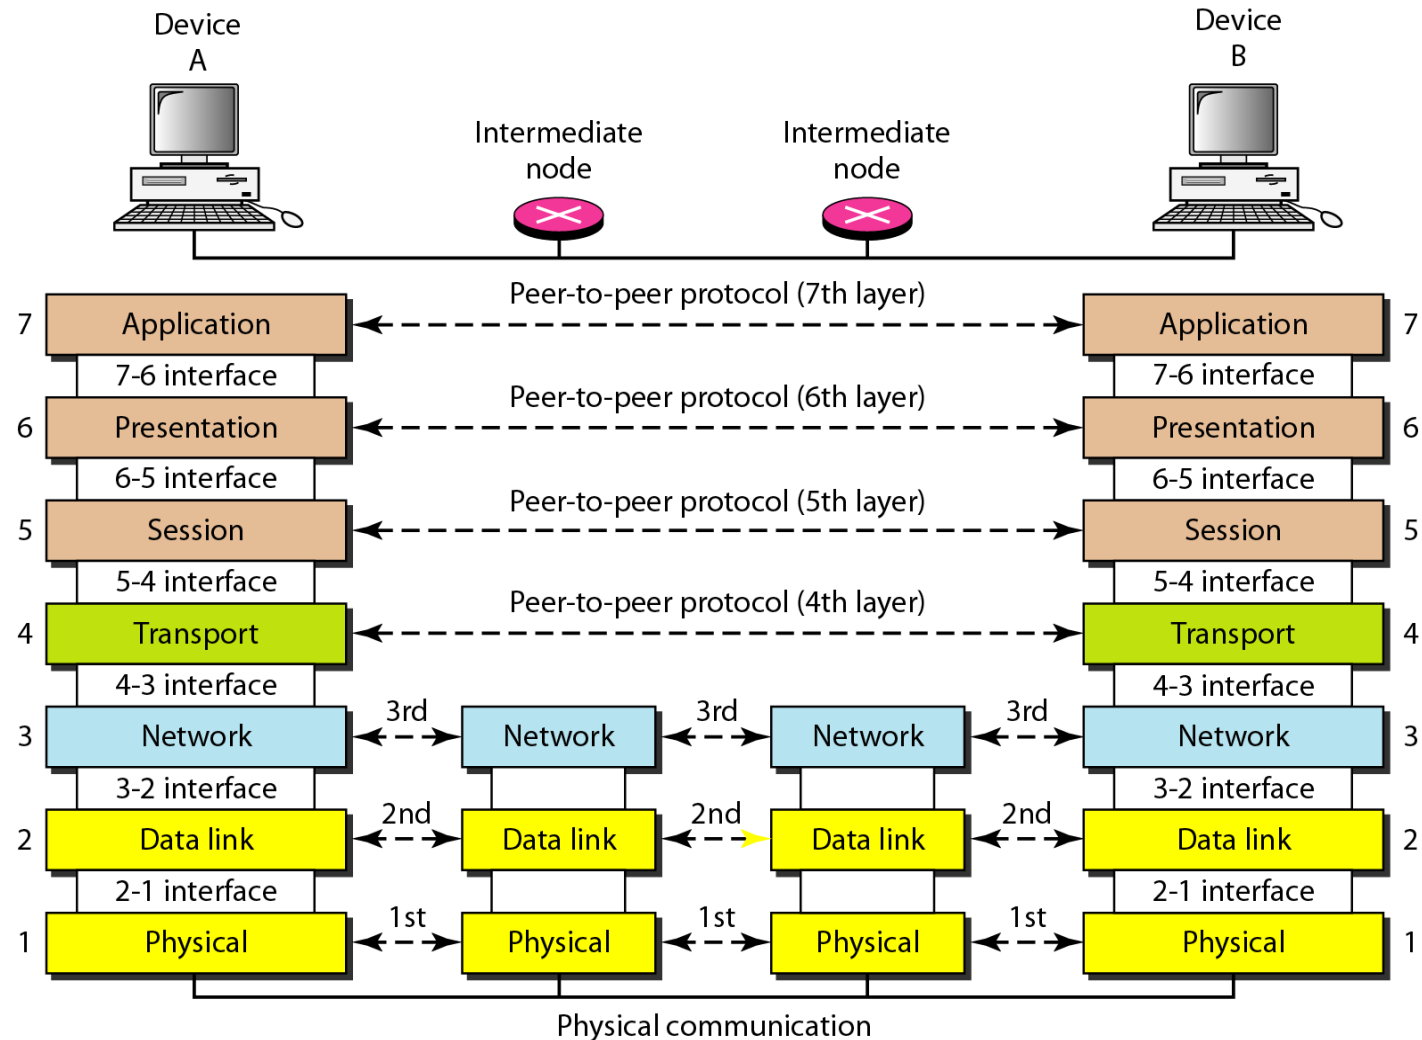 Device
A
Device
B
Intermediate
node
Intermediate
node
Peer-to-peer protocol (7th layer)
7 Application Application 7
7-6 interface 7-6 interface
Peer-to-peer protocol (6th layer)
6 Presentation Presentation 6
6-5 interface 6-5 interface
Peer-to-peer protocol (5th layer)
5 Session Session 5
5-4 interface 5-4 interface
Peer-to-peer protocol (4th layer)
4 Transport Transport 4
4-3 interface 4-3 interface
3rd 3rd 3rd
3 Network Network Network Network 3
3-2 interface 3-2 interface
2nd 2nd 2nd
2 Data link Data link Data link Data link 2
2-1 interface 2-1 interface
1st 1st 1st
1 Physical Physical Physical Physical 1
Physical communication